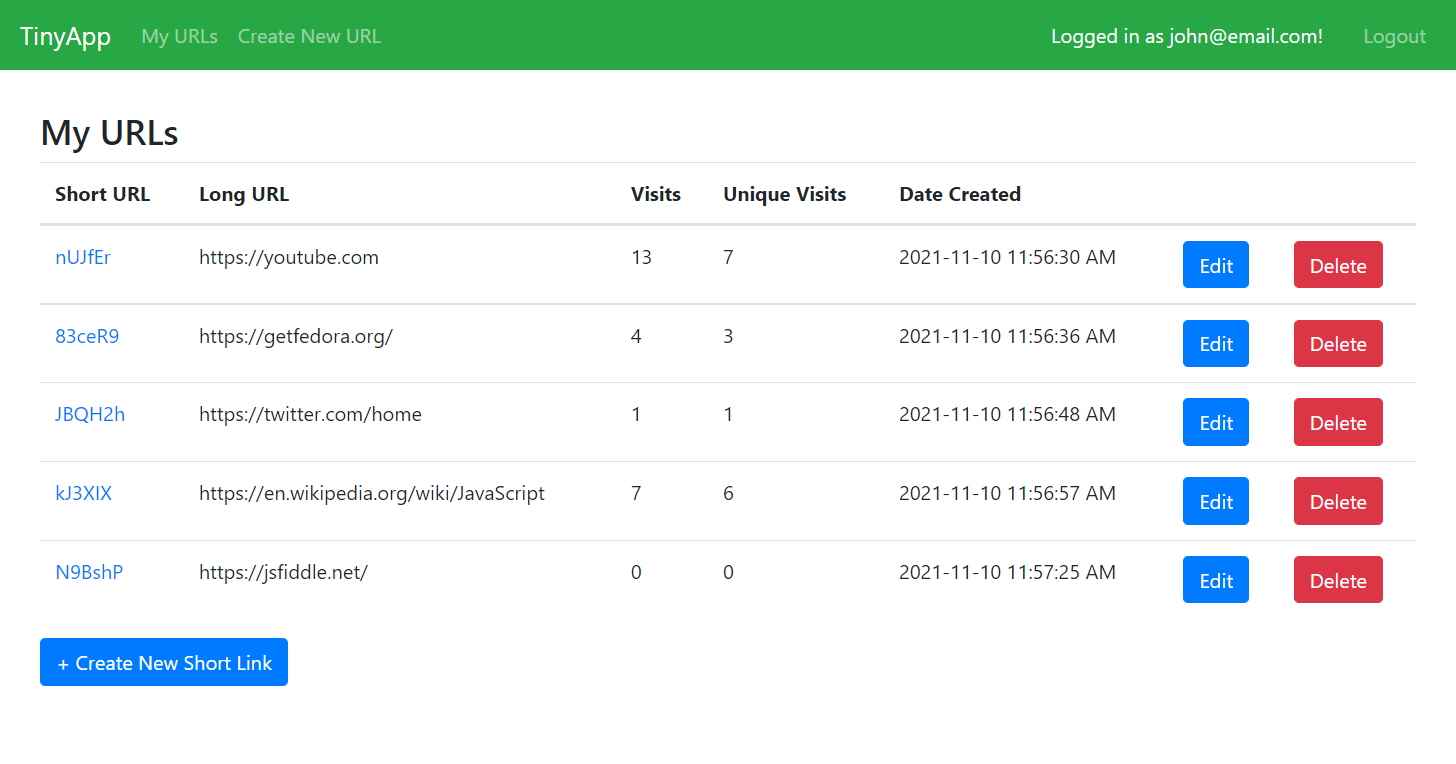 TinyApp My URLs Create New URL Logged in as john@email.com! Logout
My URLs
Short URL Long URL Visits Unique Visits Date Created
nUJfEr https://youtube.com 13 7 2021-11-10 11:56:30 AM Edit Delete
83ceR9 https://getfedora.org/ 4 3 2021-11-10 11:56:36 AM Edit Delete
JBQH2h https://twitter.com/home 1 1 2021-11-10 11:56:48 AM Edit Delete
kJ3XIX https://en.wikipedia.org/wiki/JavaScript 7 6 2021-11-10 11:56:57 AM Edit Delete
N9BshP https://jsfiddle.net/ 0 0 2021-11-10 11:57:25 AM Edit Delete
+ Create New Short Link